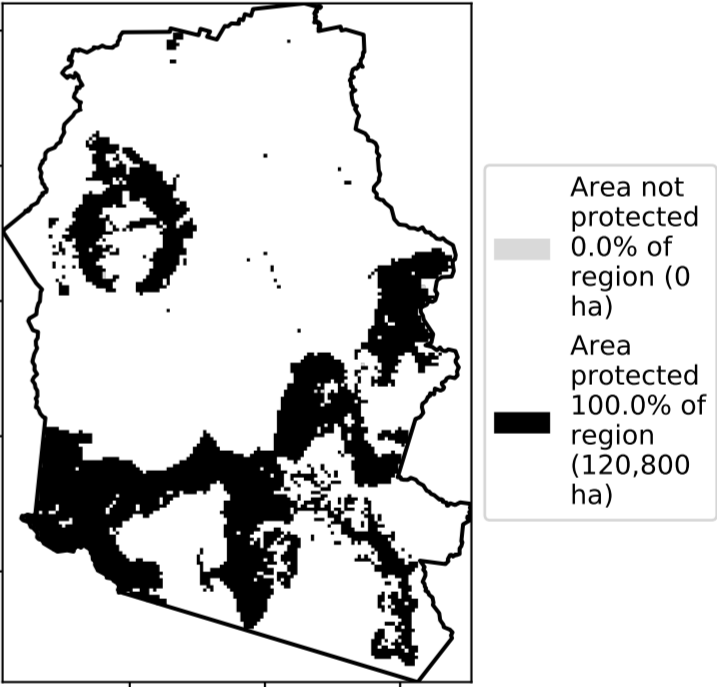 Area not
protected
0.0% of
region (0
ha)
Area
protected
100.0% of
region
(120,800
ha)